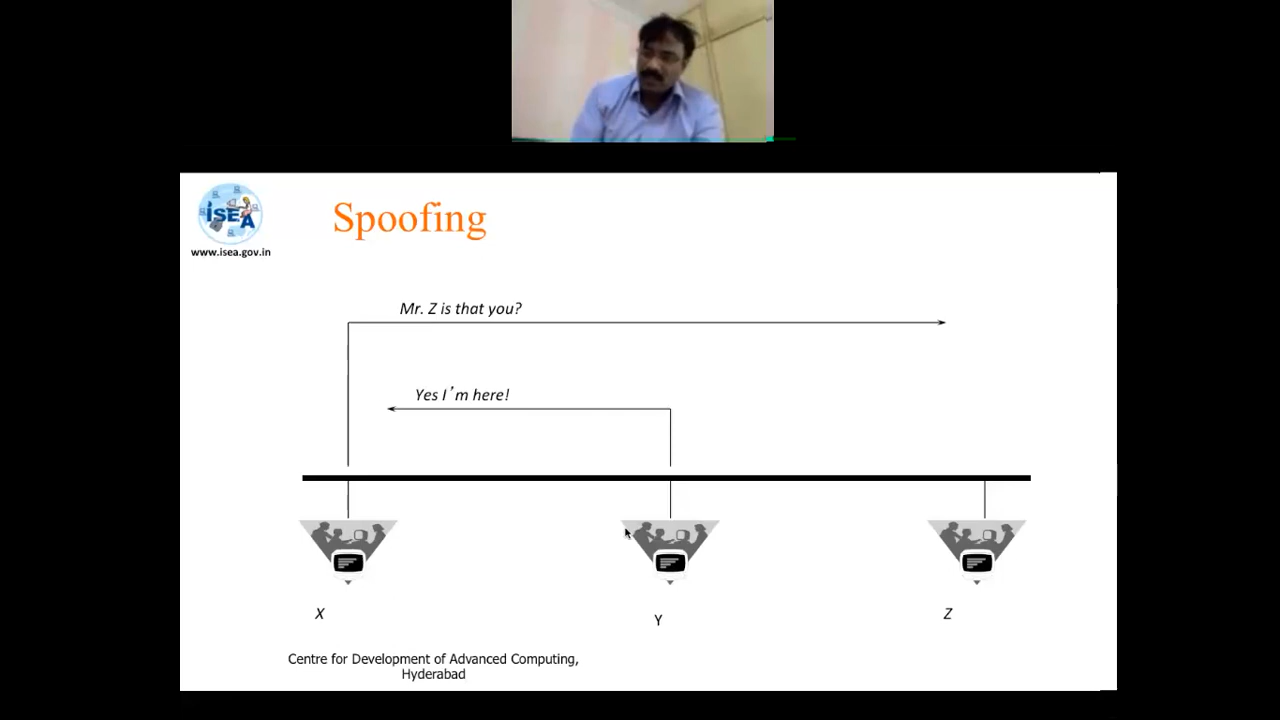 ISEA
www.isea.gov.in
Spoofing
Mr. Z is that you?
Yes I’m here!
X
Y
Z
Centre for Development of Advanced Computing,
Hyderabad